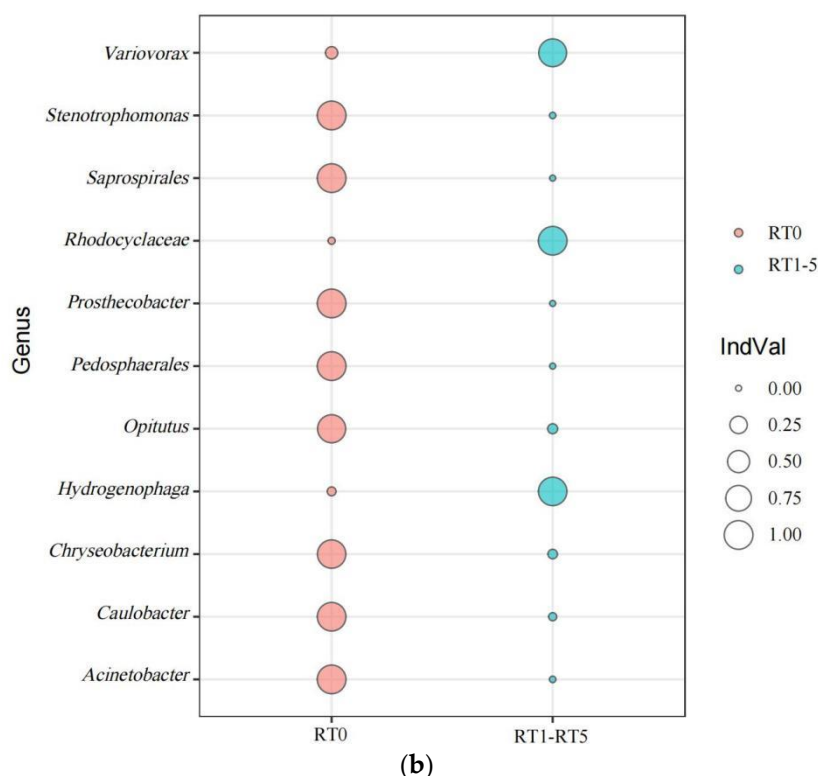 Genus
Variovorax
Stenotrophomonas
Saprospirales
Rhodocyclaceae
Prosthecobacter
Pedosphaerales
Opitutus
Hydrogenophaga
Chryseobacterium
Caulobacter
Acinetobacter
RT0
RT1-RT5
RT0
RT1-5
IndVal
0.00
0.25
0.50
0.75
1.00
(b)